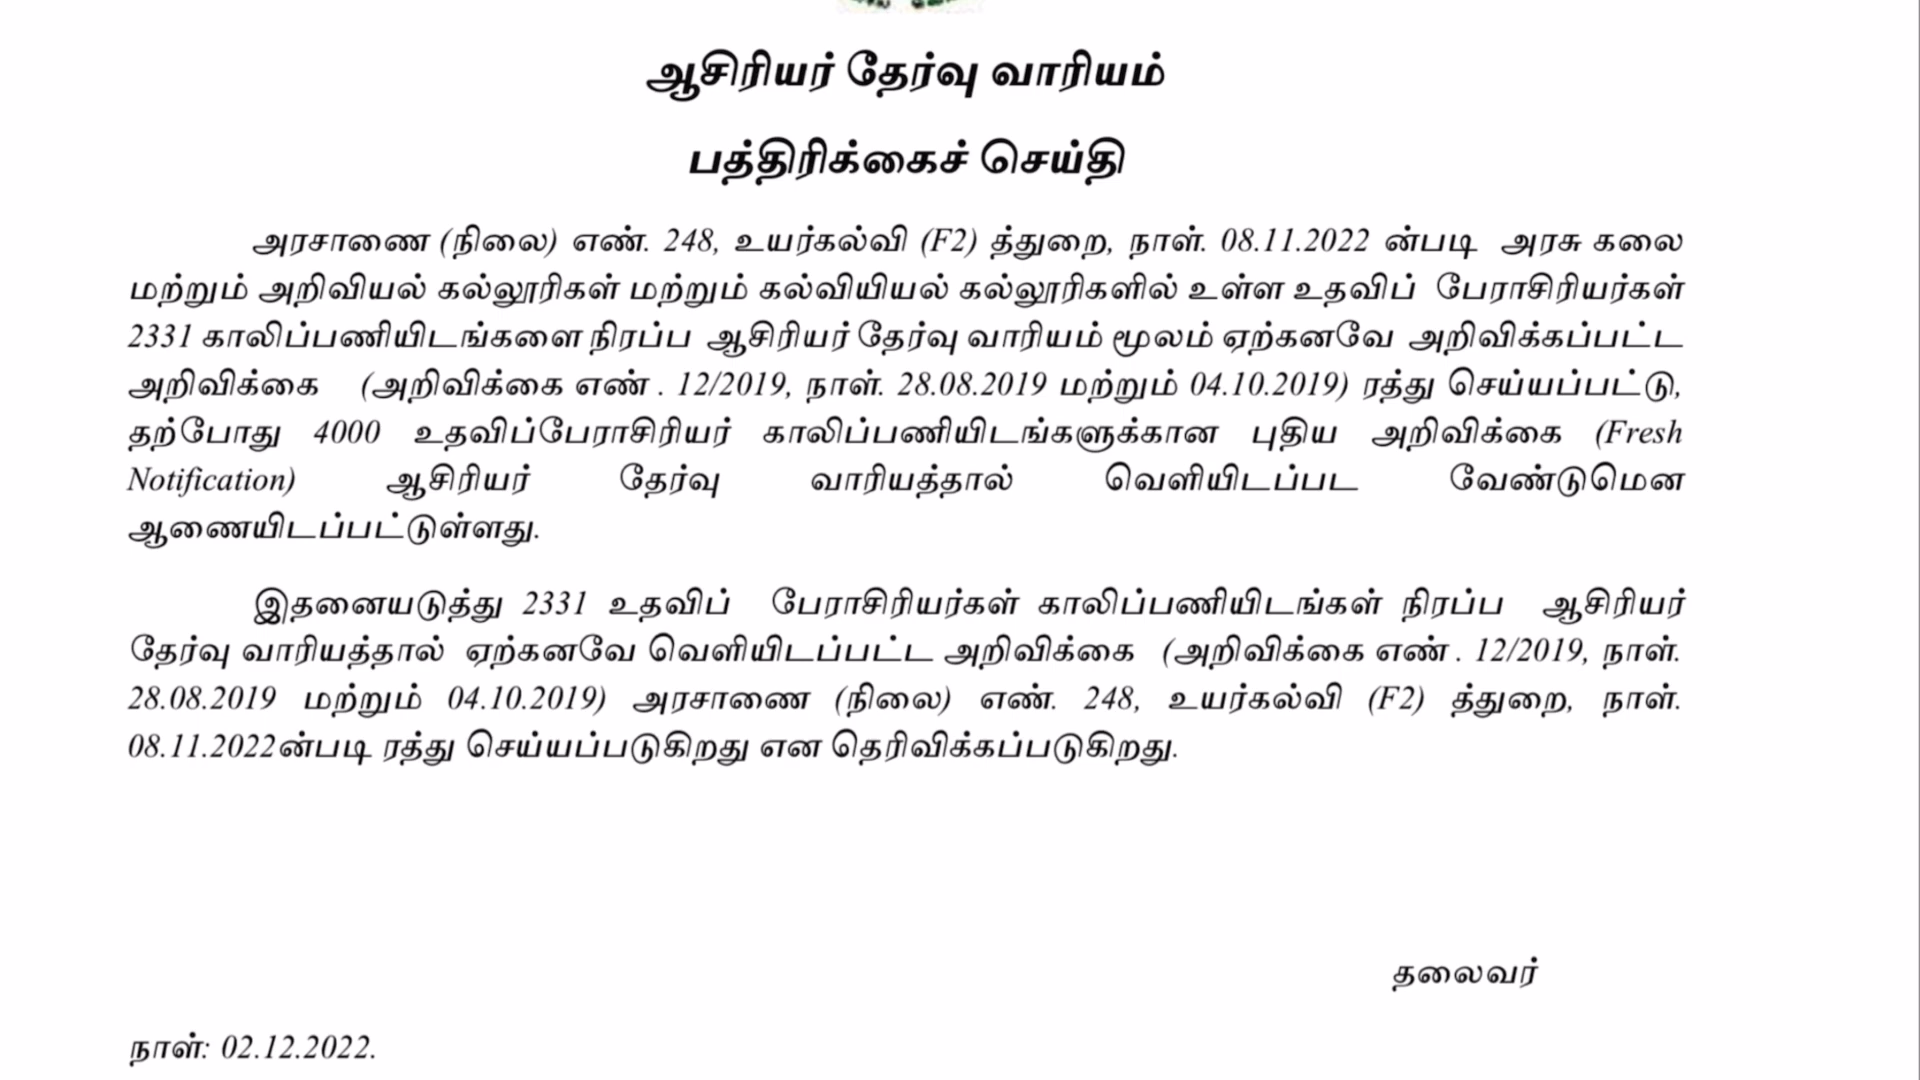 ஆசிரியர் தேர்வு வாரியம்
பத்திரிக்கைச் செய்தி
அரசாணை (நிலை) எண். 248, உயர்கல்வி (F2) த்துறை, நாள். 08.11.2022 ன்படி அரசு கலை
மற்றும் அறிவியல் கல்லூரிகள் மற்றும் கல்வியியல் கல்லூரிகளில் உள்ள உதவிப் பேராசிரியர்கள்
2331 காலிப்பணியிடங்களை நிரப்ப ஆசிரியர் தேர்வு வாரியம் மூலம் ஏற்கனவே அறிவிக்கப்பட்ட
அறிவிக்கை (அறிவிக்கை எண் . 12/2019, நாள். 28.08.2019 மற்றும் 04.10.2019) ரத்து செய்யப்பட்டு,
தற்போது 4000 உதவிப்பேராசிரியர் காலிப்பணியிடங்களுக்கான புதிய அறிவிக்கை (Fresh
Notification) ஆசிரியர் தேர்வு வாரியத்தால் வெளியிடப்பட வேண்டுமென
ஆணையிடப்பட்டுள்ளது.
இதனையடுத்து 2331 உதவிப் பேராசிரியர்கள் காலிப்பணியிடங்கள் நிரப்ப ஆசிரியர்
தேர்வு வாரியத்தால் ஏற்கனவே வெளியிடப்பட்ட அறிவிக்கை (அறிவிக்கை எண் . 12/2019, நாள்.
28.08.2019 மற்றும் 04.10.2019) அரசாணை (நிலை) எண். 248, உயர்கல்வி (F2) த்துறை, நாள்.
08.11.2022ன்படி ரத்து செய்யப்படுகிறது என தெரிவிக்கப்படுகிறது.
தலைவர்
நாள்: 02.12.2022.